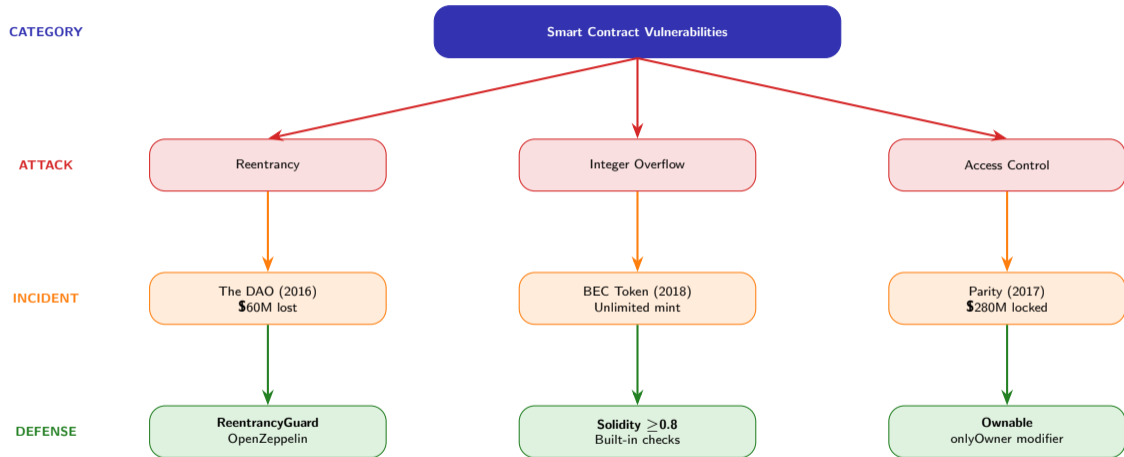 CATEGORY
Smart Contract Vulnerabilities
ATTACK
Reentrancy
Integer Overflow
Access Control
INCIDENT
The DAO (2016)
$60M lost
BEC Token (2018)
Unlimited mint
Parity (2017)
$280M locked
DEFENSE
ReentrancyGuard
OpenZeppelin
Solidity ≥0.8
Built-in checks
Ownable
onlyOwner modifier